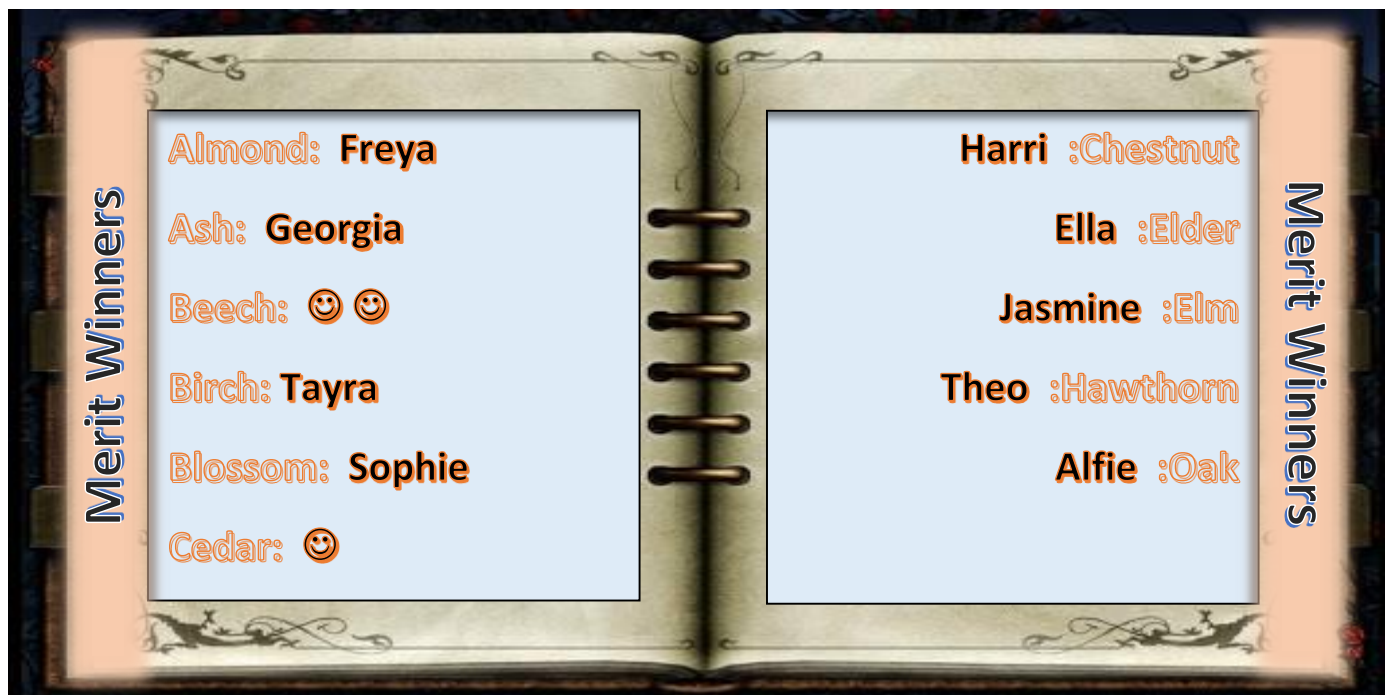 Merit Winners
Almond: Freya
Ash: Georgia
Beech: ☺ ☺
Birch: Tayra
Blossom: Sophie
Cedar: ☺
Harri :Chestnut
Ella :Elder
Jasmine :Elm
Theo :Hawthorn
Alfie :Oak
Merit Winners